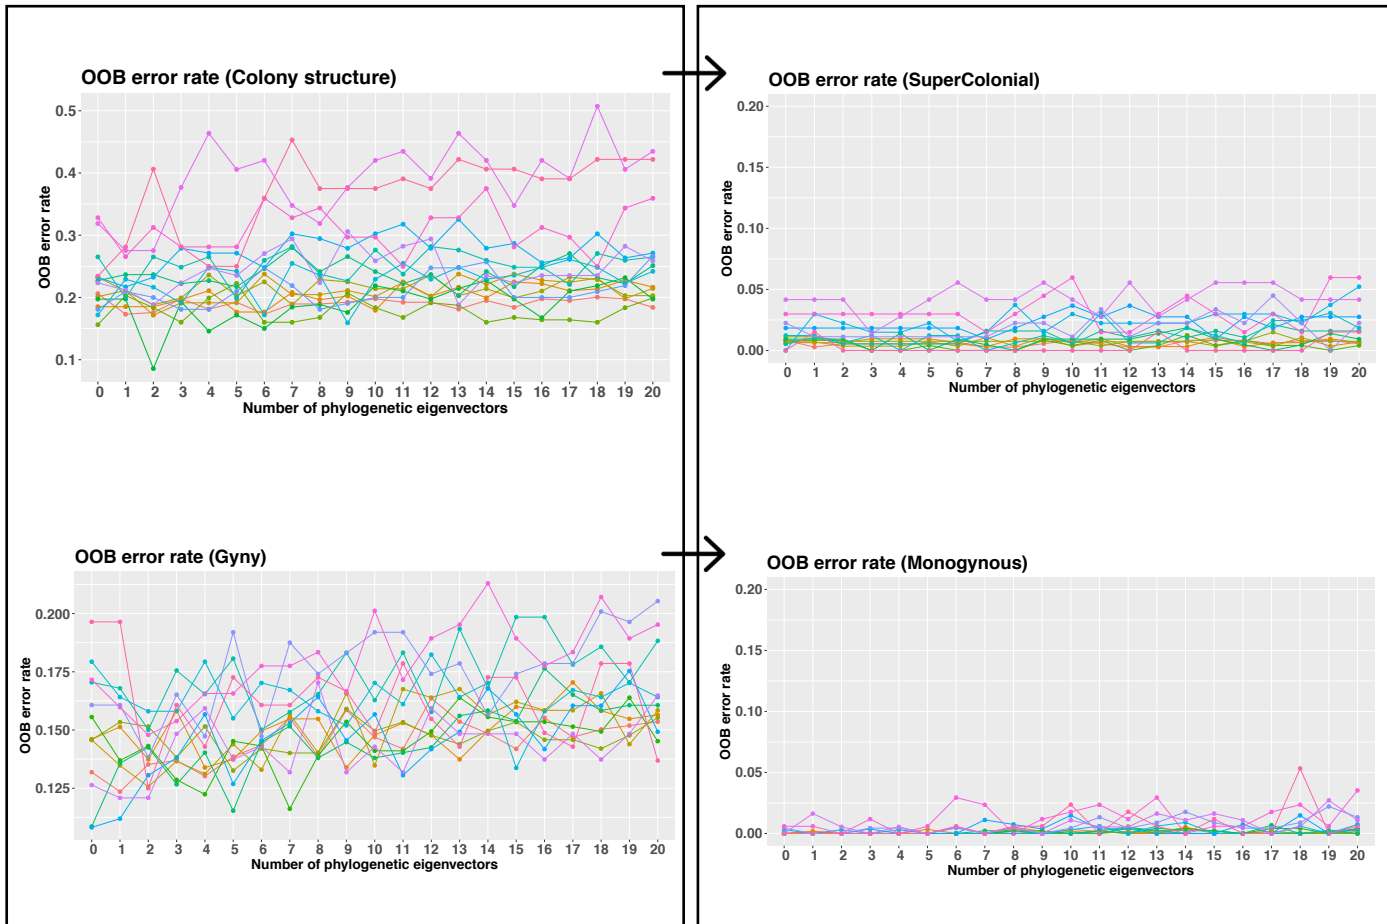 OOB error rate (Colony structure)
OOB error rate
0.5
0.4
0.3
0.2
0.1
0 1 2 3 4 5 6 7 8 9 10 11 12 13 14 15 16 17 18 19 20
Number of phylogenetic eigenvectors
OOB error rate (SuperColonial)
OOB error rate
0.20
0.15
0.10
0.05
0.00
0 1 2 3 4 5 6 7 8 9 10 11 12 13 14 15 16 17 18 19 20
Number of phylogenetic eigenvectors
OOB error rate (Gyny)
OOB error rate
0.200
0.175
0.150
0.125
0 1 2 3 4 5 6 7 8 9 10 11 12 13 14 15 16 17 18 19 20
Number of phylogenetic eigenvectors
OOB error rate (Monogynous)
OOB error rate
0.20
0.15
0.10
0.05
0.00
0 1 2 3 4 5 6 7 8 9 10 11 12 13 14 15 16 17 18 19 20
Number of phylogenetic eigenvectors